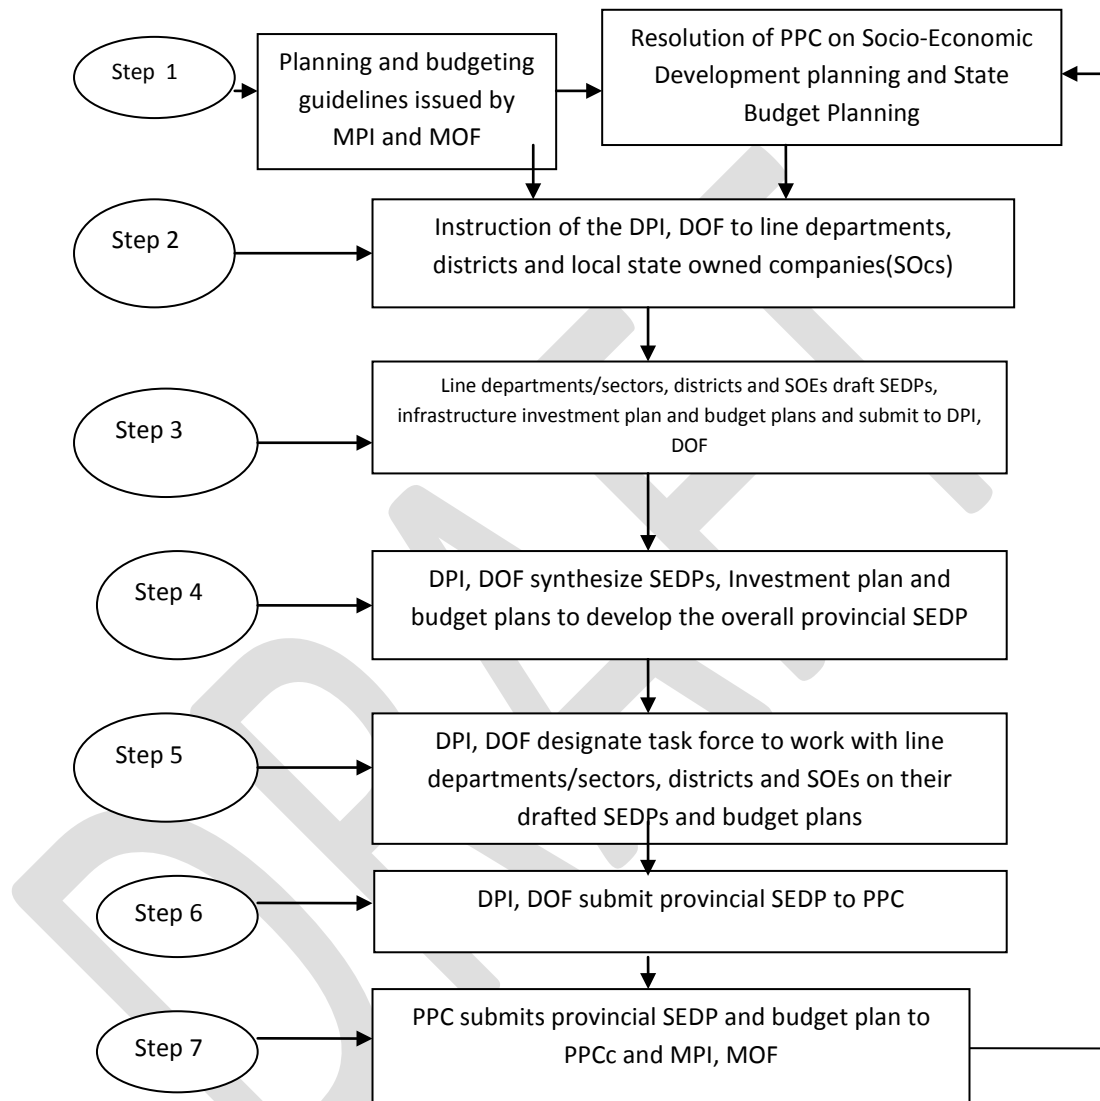 Step 1
Planning and budgeting
guidelines issued by
MPI and MOF
Resolution of PPC on Socio-Economic
Development planning and State
Budget Planning
Step 2
Instruction of the DPI, DOF to line departments,
districts and local state owned companies(SOcs)
Step 3
Line departments/sectors, districts and SOEs draft SEDPs,
infrastructure investment plan and budget plans and submit to DPI,
DOF
Step 4
DPI, DOF synthesize SEDPs, Investment plan and
budget plans to develop the overall provincial SEDP
Step 5
DPI, DOF designate task force to work with line
departments/sectors, districts and SOEs on their
drafted SEDPs and budget plans
Step 6
DPI, DOF submit provincial SEDP to PPC
Step 7
PPC submits provincial SEDP and budget plan to
PPCc and MPI, MOF
DRAFT